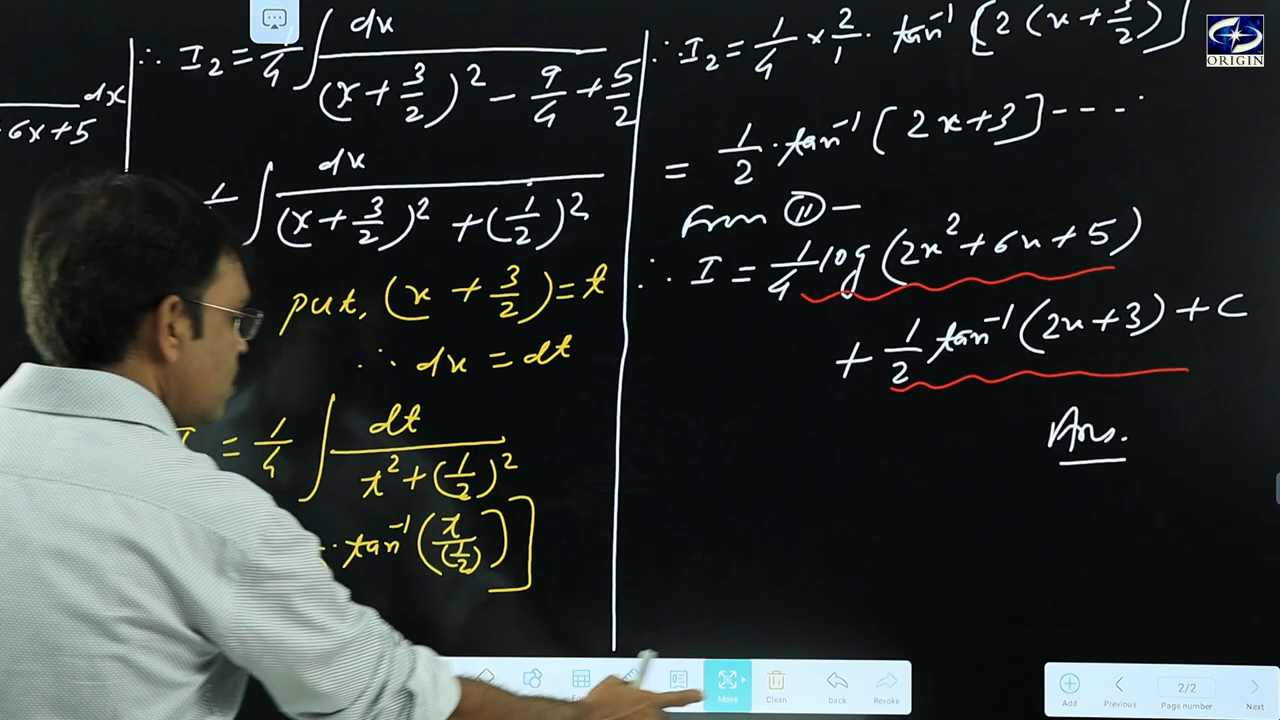 dx
6x+5
∴ I₂ = 1/4 ∫ dx / (x + 3/2)² − 9/4 + 5/2
1 ∫ dx / (x + 3/2)² + (1/2)²
put, (x + 3/2) = t
∴ dx = dt
I = 1/4 ∫ dt / t² + (1/2)²
· tan⁻¹ (t / (1/2)) ]
∴ I₂ = 1/4 × 2/1 · tan⁻¹ [2 (x + 3/2)]
= 1/2 · tan⁻¹ [2x+3] ----
From ⑪ –
∴ I = 1/4 log (2x² + 6x + 5)
+ 1/2 tan⁻¹ (2x + 3) + C
Ans.
ORIGIN
Move
Clean
back
Revoke
Add
Previous
2/2
Page number
Next